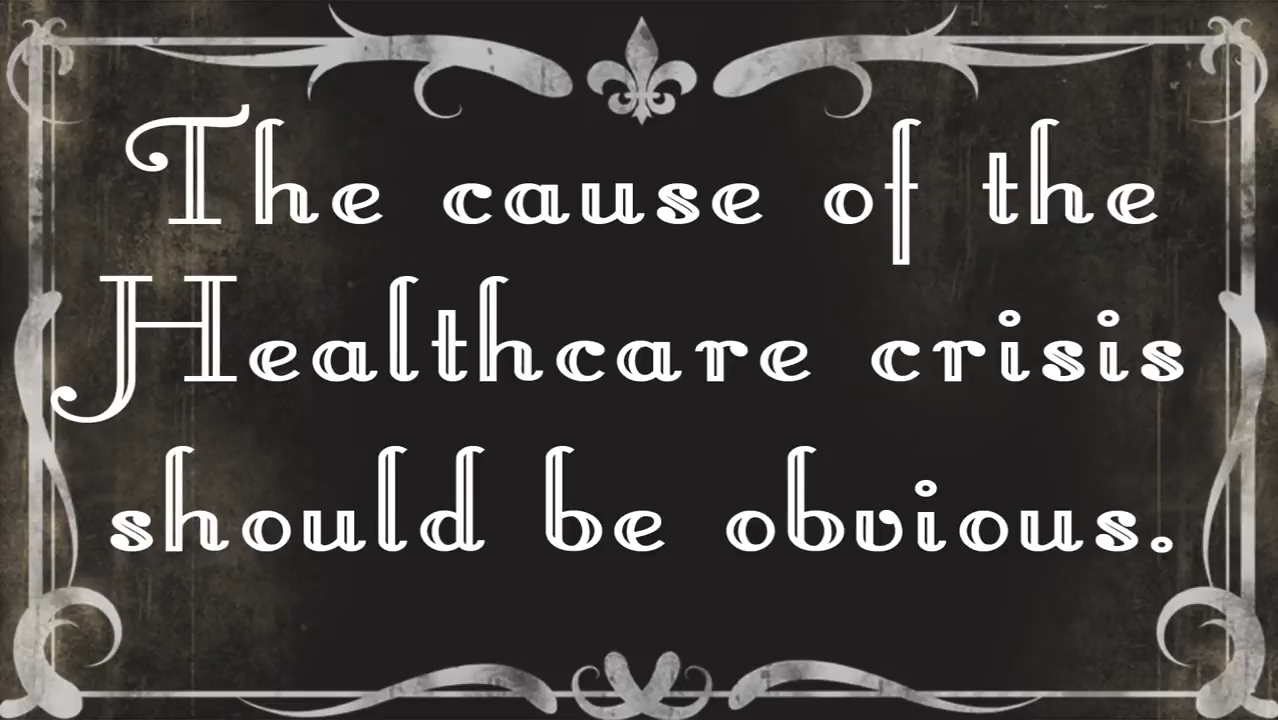 The cause of the
Healthcare crisis
should be obvious.